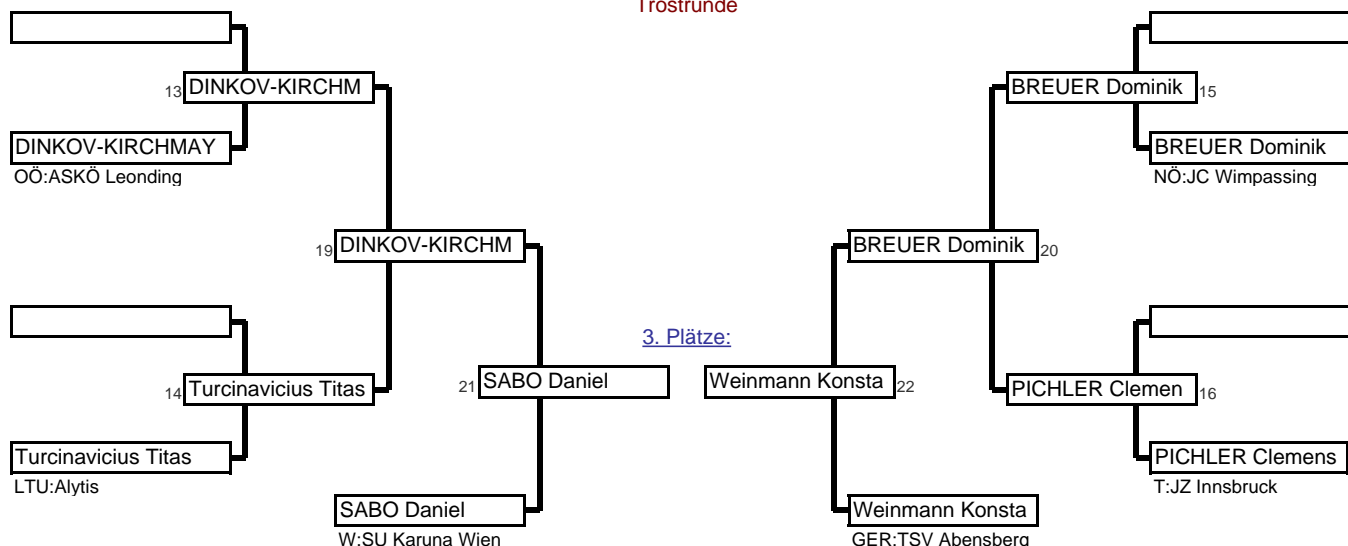 Trostrunde
13 DINKOV-KIRCHM
BREUER Dominik 15
DINKOV-KIRCHMAY
BREUER Dominik
OÖ:ASKÖ Leonding
NÖ:JC Wimpassing
19 DINKOV-KIRCHM
BREUER Dominik 20
3. Plätze:
14 Turcinavicius Titas
21 SABO Daniel
Weinmann Konsta 22
PICHLER Clemen 16
Turcinavicius Titas
PICHLER Clemens
LTU:Alytis
T:JZ Innsbruck
SABO Daniel
Weinmann Konsta
W:SU Karuna Wien
GER:TSV Abensberg